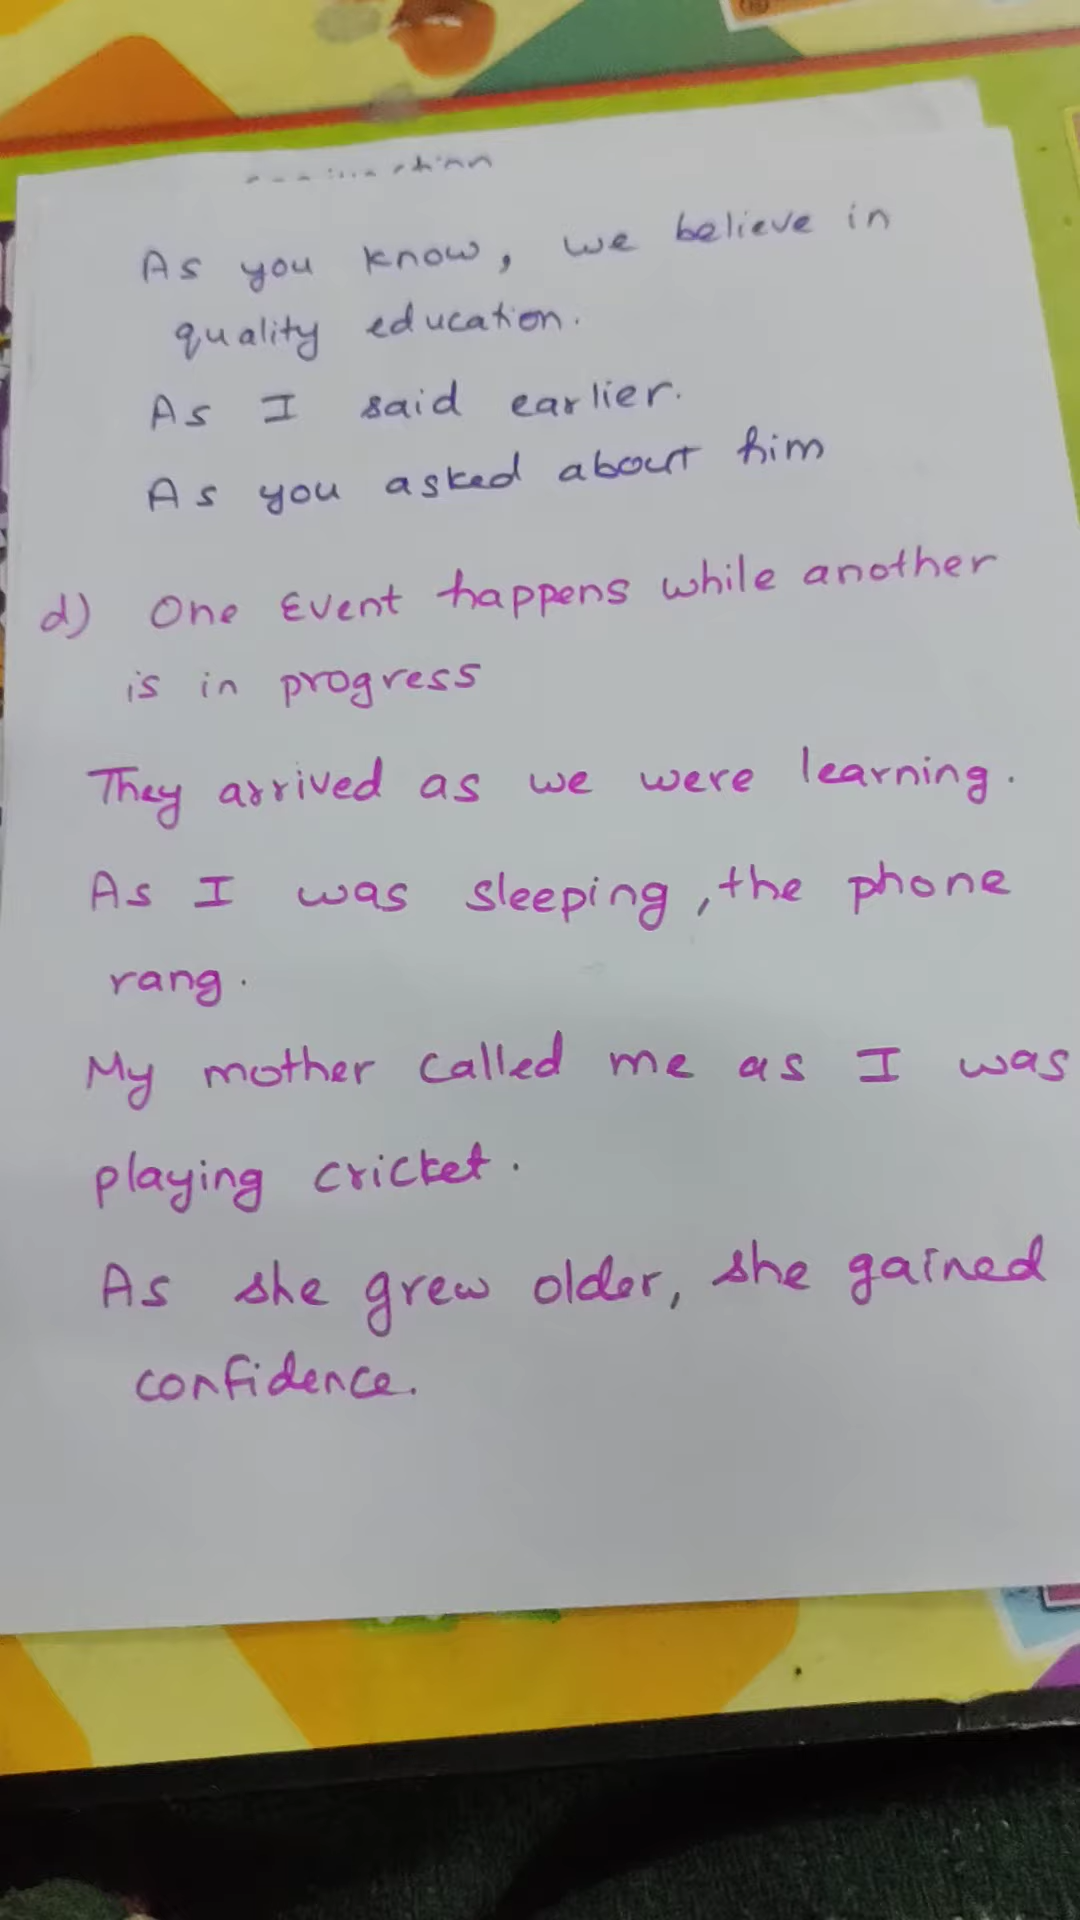 As you know, we believe in
quality education.
As I said earlier.
As you asked about him
d) One Event happens while another
is in progress
They arrived as we were learning.
As I was sleeping, the phone
rang.
My mother called me as I was
playing cricket.
As she grew older, she gained
confidence.